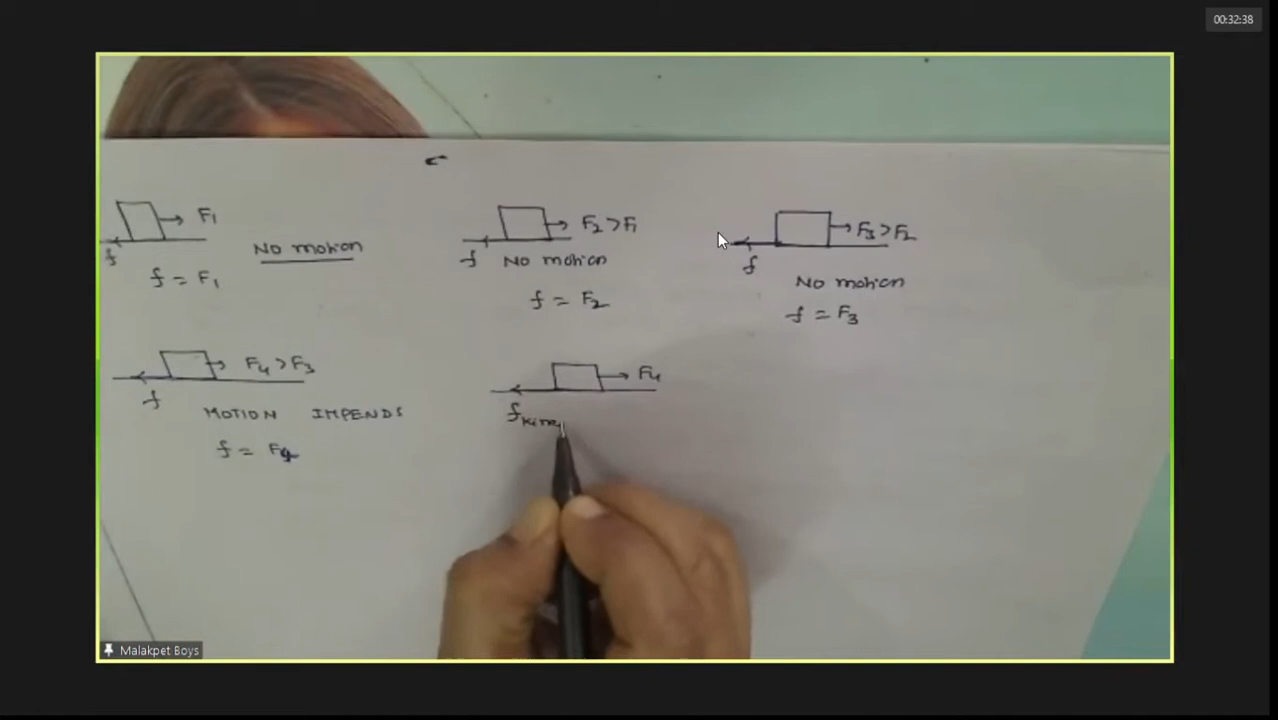 00:32:38
F₁
f
No motion
f = F₁
F₂ > F₁
f
No motion
f = F₂
F₃ > F₂
f
No motion
f = F₃
F₄ > F₃
f
MOTION IMPENDS
f = F₄
F₄
f kine
Malakpet Boys